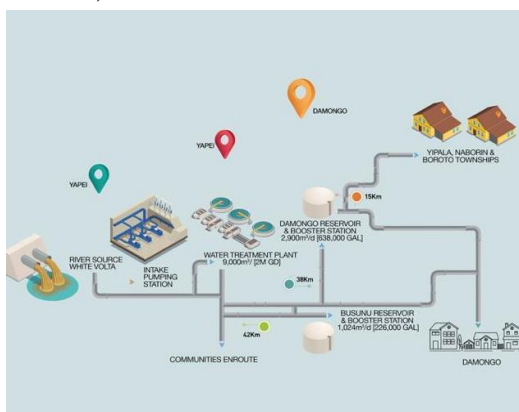 DAMONGO
YAPEI
YAPEI
YIPALA, NABORIN &
BOROTO TOWNSHIPS
15Km
DAMONGO RESERVOIR
& BOOSTER STATION
2,900m³/d [638,000 GAL]
RIVER SOURCE
WHITE VOLTA
INTAKE
PUMPING
STATION
WATER TREATMENT PLANT
9,000m³/ [2M GD]
38Km
BUSUNU RESERVOIR
& BOOSTER STATION
1,024m³/d [226,000 GAL]
42Km
COMMUNITIES ENROUTE
DAMONGO